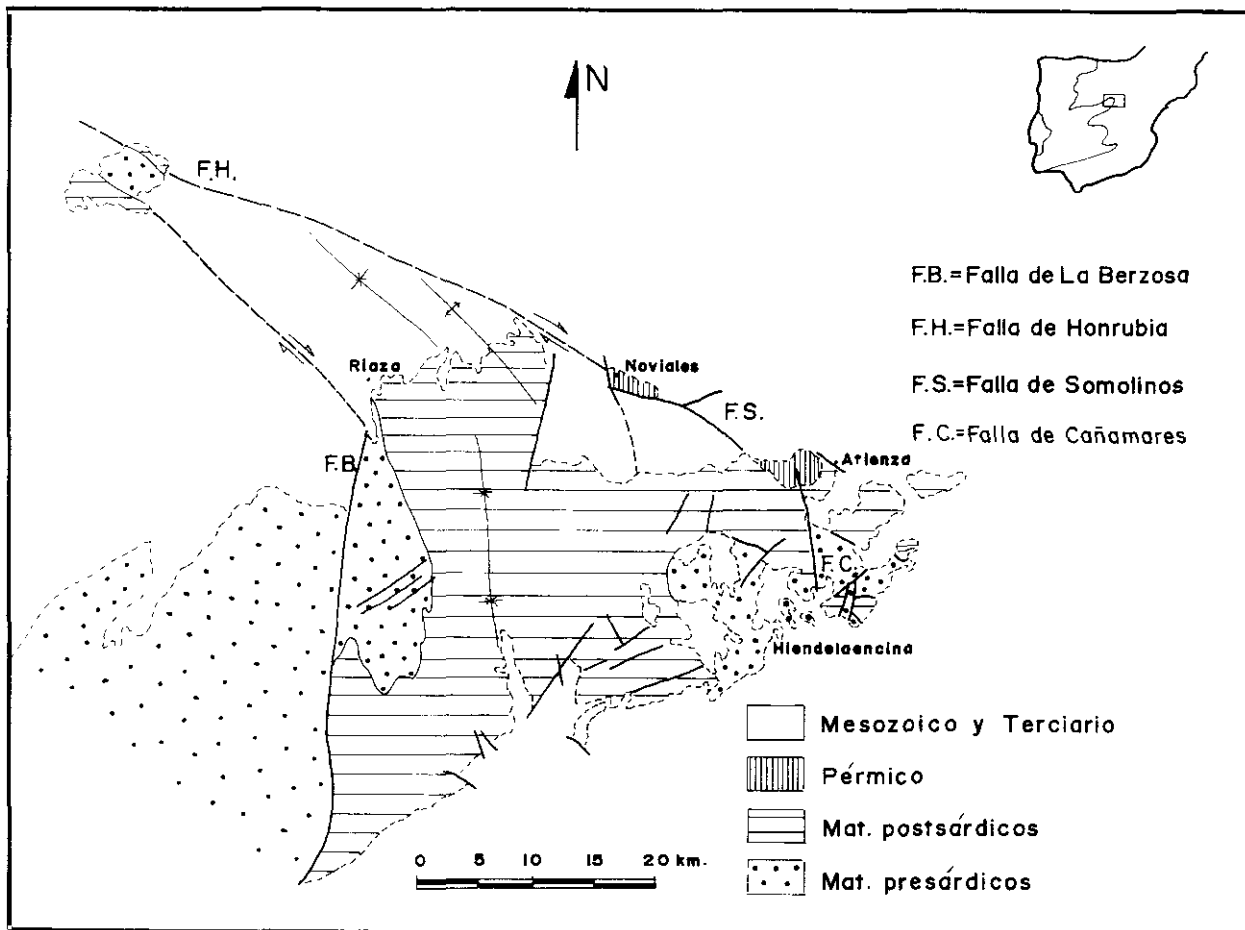 N
F.H.
F.B.=Falla de La Berzosa
F.H.=Falla de Honrubia
F.S.=Falla de Somolinos
F.C.=Falla de Cañamares
Riaza
Noviales
F.S.
F.B.
Atienza
F.C.
Hiendelaencina
Mesozoico y Terciario
Pérmico
Mat. postsárdicos
Mat. presárdicos
0 5 10 15 20 km.